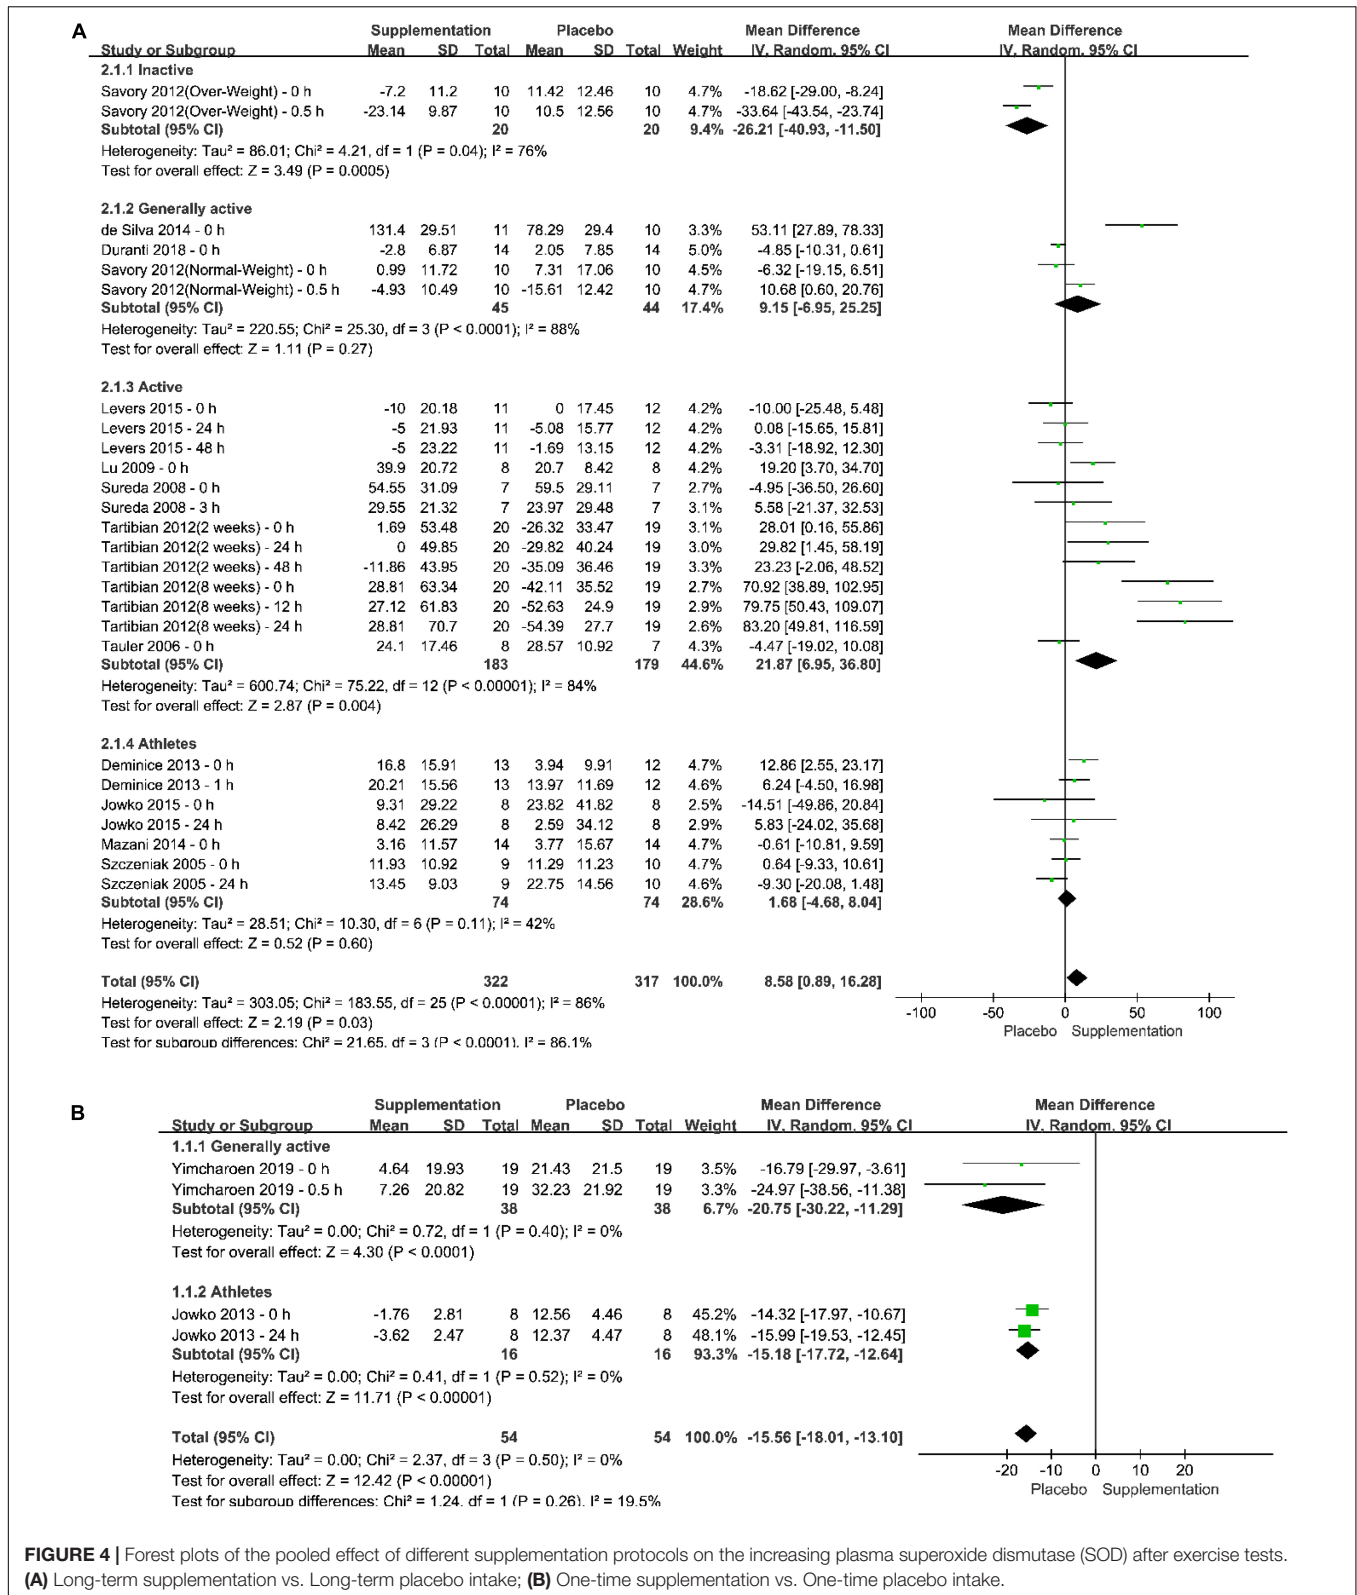 A
Supplementation Placebo Mean Difference Mean Difference
Study or Subgroup Mean SD Total Mean SD Total Weight IV, Random, 95% CI IV, Random, 95% CI
2.1.1 Inactive
Savory 2012(Over-Weight) - 0 h -7.2 11.2 10 11.42 12.46 10 4.7% -18.62 [-29.00, -8.24]
Savory 2012(Over-Weight) - 0.5 h -23.14 9.87 10 10.5 12.56 10 4.7% -33.64 [-43.54, -23.74]
Subtotal (95% CI) 20 20 9.4% -26.21 [-40.93, -11.50]
Heterogeneity: Tau² = 86.01; Chi² = 4.21, df = 1 (P = 0.04); I² = 76%
Test for overall effect: Z = 3.49 (P = 0.0005)
2.1.2 Generally active
de Silva 2014 - 0 h 131.4 29.51 11 78.29 29.4 10 3.3% 53.11 [27.89, 78.33]
Duranti 2018 - 0 h -2.8 6.87 14 2.05 7.85 14 5.0% -4.85 [-10.31, 0.61]
Savory 2012(Normal-Weight) - 0 h 0.99 11.72 10 7.31 17.06 10 4.5% -6.32 [-19.15, 6.51]
Savory 2012(Normal-Weight) - 0.5 h -4.93 10.49 10 -15.61 12.42 10 4.7% 10.68 [0.60, 20.76]
Subtotal (95% CI) 45 44 17.4% 9.15 [-6.95, 25.25]
Heterogeneity: Tau² = 220.55; Chi² = 25.30, df = 3 (P < 0.0001); I² = 88%
Test for overall effect: Z = 1.11 (P = 0.27)
2.1.3 Active
Levers 2015 - 0 h -10 20.18 11 0 17.45 12 4.2% -10.00 [-25.48, 5.48]
Levers 2015 - 24 h -5 21.93 11 -5.08 15.77 12 4.2% 0.08 [-15.65, 15.81]
Levers 2015 - 48 h -5 23.22 11 -1.69 13.15 12 4.2% -3.31 [-18.92, 12.30]
Lu 2009 - 0 h 39.9 20.72 8 20.7 8.42 8 4.2% 19.20 [3.70, 34.70]
Sureda 2008 - 0 h 54.55 31.09 7 59.5 29.11 7 2.7% -4.95 [-36.50, 26.60]
Sureda 2008 - 3 h 29.55 21.32 7 23.97 29.48 7 3.1% 5.58 [-21.37, 32.53]
Tartibian 2012(2 weeks) - 0 h 1.69 53.48 20 -26.32 33.47 19 3.1% 28.01 [0.16, 55.86]
Tartibian 2012(2 weeks) - 24 h 0 49.85 20 -29.82 40.24 19 3.0% 29.82 [1.45, 58.19]
Tartibian 2012(2 weeks) - 48 h -11.86 43.95 20 -35.09 36.46 19 3.3% 23.23 [-2.06, 48.52]
Tartibian 2012(8 weeks) - 0 h 28.81 63.34 20 -42.11 35.52 19 2.7% 70.92 [38.89, 102.95]
Tartibian 2012(8 weeks) - 12 h 27.12 61.83 20 -52.63 24.9 19 2.9% 79.75 [50.43, 109.07]
Tartibian 2012(8 weeks) - 24 h 28.81 70.7 20 -54.39 27.7 19 2.6% 83.20 [49.81, 116.59]
Tauler 2006 - 0 h 24.1 17.46 8 28.57 10.92 7 4.3% -4.47 [-19.02, 10.08]
Subtotal (95% CI) 183 179 44.6% 21.87 [6.95, 36.80]
Heterogeneity: Tau² = 600.74; Chi² = 75.22, df = 12 (P < 0.00001); I² = 84%
Test for overall effect: Z = 2.87 (P = 0.004)
2.1.4 Athletes
Deminice 2013 - 0 h 16.8 15.91 13 3.94 9.91 12 4.7% 12.86 [2.55, 23.17]
Deminice 2013 - 1 h 20.21 15.56 13 13.97 11.69 12 4.6% 6.24 [-4.50, 16.98]
Jowko 2015 - 0 h 9.31 29.22 8 23.82 41.82 8 2.5% -14.51 [-49.86, 20.84]
Jowko 2015 - 24 h 8.42 26.29 8 2.59 34.12 8 2.9% 5.83 [-24.02, 35.68]
Mazani 2014 - 0 h 3.16 11.57 14 3.77 15.67 14 4.7% -0.61 [-10.81, 9.59]
Szczeniak 2005 - 0 h 11.93 10.92 9 11.29 11.23 10 4.7% 0.64 [-9.33, 10.61]
Szczeniak 2005 - 24 h 13.45 9.03 9 22.75 14.56 10 4.6% -9.30 [-20.08, 1.48]
Subtotal (95% CI) 74 74 28.6% 1.68 [-4.68, 8.04]
Heterogeneity: Tau² = 28.51; Chi² = 10.30, df = 6 (P = 0.11); I² = 42%
Test for overall effect: Z = 0.52 (P = 0.60)
Total (95% CI) 322 317 100.0% 8.58 [0.89, 16.28]
Heterogeneity: Tau² = 303.05; Chi² = 183.55, df = 25 (P < 0.00001); I² = 86%
Test for overall effect: Z = 2.19 (P = 0.03)
Test for subgroup differences: Chi² = 21.65, df = 3 (P < 0.0001), I² = 86.1%
-100 -50 0 50 100
Placebo Supplementation
B
Supplementation Placebo Mean Difference Mean Difference
Study or Subgroup Mean SD Total Mean SD Total Weight IV, Random, 95% CI IV, Random, 95% CI
1.1.1 Generally active
Yimcharoen 2019 - 0 h 4.64 19.93 19 21.43 21.5 19 3.5% -16.79 [-29.97, -3.61]
Yimcharoen 2019 - 0.5 h 7.26 20.82 19 32.23 21.92 19 3.3% -24.97 [-38.56, -11.38]
Subtotal (95% CI) 38 38 6.7% -20.75 [-30.22, -11.29]
Heterogeneity: Tau² = 0.00; Chi² = 0.72, df = 1 (P = 0.40); I² = 0%
Test for overall effect: Z = 4.30 (P < 0.0001)
1.1.2 Athletes
Jowko 2013 - 0 h -1.76 2.81 8 12.56 4.46 8 45.2% -14.32 [-17.97, -10.67]
Jowko 2013 - 24 h -3.62 2.47 8 12.37 4.47 8 48.1% -15.99 [-19.53, -12.45]
Subtotal (95% CI) 16 16 93.3% -15.18 [-17.72, -12.64]
Heterogeneity: Tau² = 0.00; Chi² = 0.41, df = 1 (P = 0.52); I² = 0%
Test for overall effect: Z = 11.71 (P < 0.00001)
Total (95% CI) 54 54 100.0% -15.56 [-18.01, -13.10]
Heterogeneity: Tau² = 0.00; Chi² = 2.37, df = 3 (P = 0.50); I² = 0%
Test for overall effect: Z = 12.42 (P < 0.00001)
Test for subgroup differences: Chi² = 1.24, df = 1 (P = 0.26), I² = 19.5%
-20 -10 0 10 20
Placebo Supplementation
FIGURE 4 | Forest plots of the pooled effect of different supplementation protocols on the increasing plasma superoxide dismutase (SOD) after exercise tests.
(A) Long-term supplementation vs. Long-term placebo intake; (B) One-time supplementation vs. One-time placebo intake.